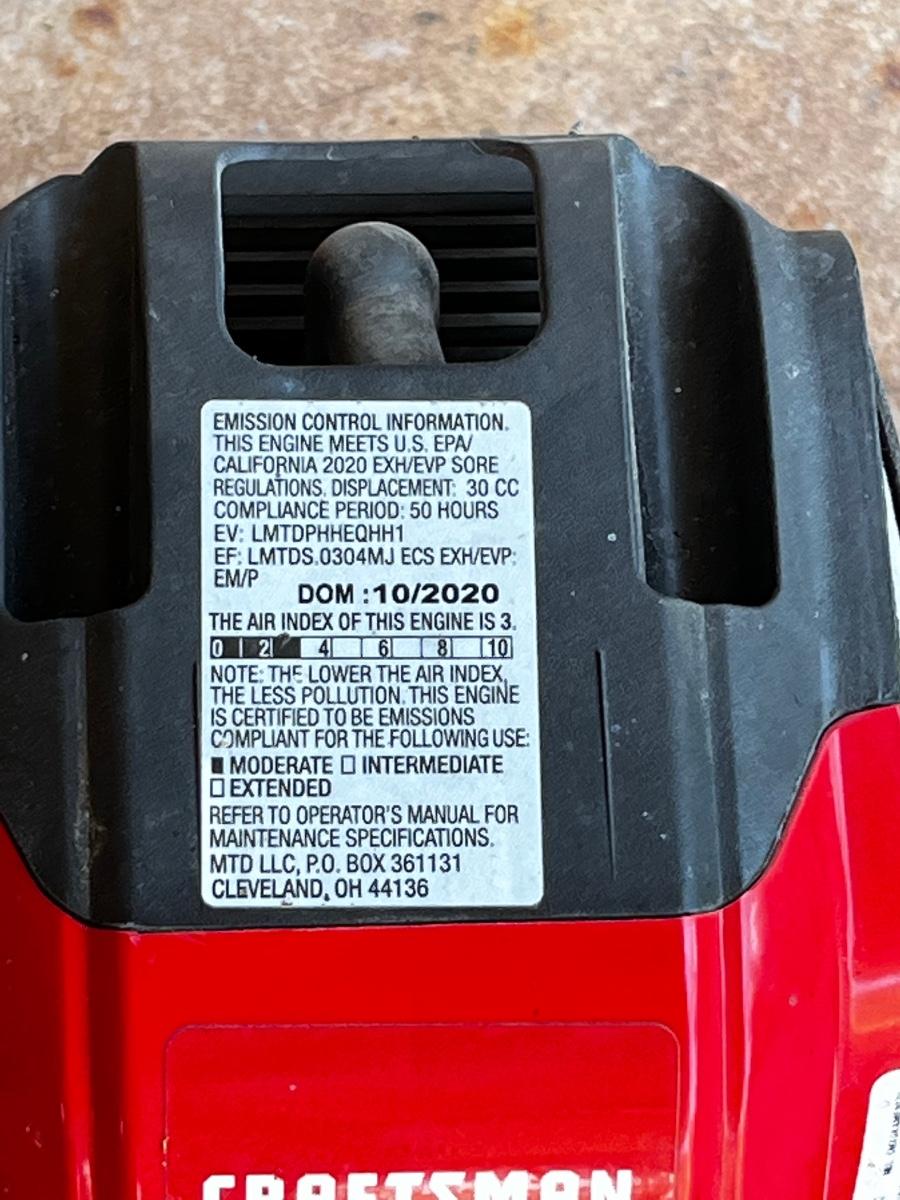 EMISSION CONTROL INFORMATION.
THIS ENGINE MEETS U.S. EPA/
CALIFORNIA 2020 EXH/EVP SORE
REGULATIONS, DISPLACEMENT: 30 CC
COMPLIANCE PERIOD: 50 HOURS
EV: LMTDPHHEQHH1
EF: LMTDS.0304MJ ECS EXH/EVP:
EM/P
DOM : 10/2020
THE AIR INDEX OF THIS ENGINE IS 3.
0 2 4 6 8 10
NOTE: THE LOWER THE AIR INDEX,
THE LESS POLLUTION. THIS ENGINE
IS CERTIFIED TO BE EMISSIONS
COMPLIANT FOR THE FOLLOWING USE:
■ MODERATE □ INTERMEDIATE
□ EXTENDED
REFER TO OPERATOR'S MANUAL FOR
MAINTENANCE SPECIFICATIONS.
MTD LLC, P.O. BOX 361131
CLEVELAND, OH 44136
CRAFTSMAN